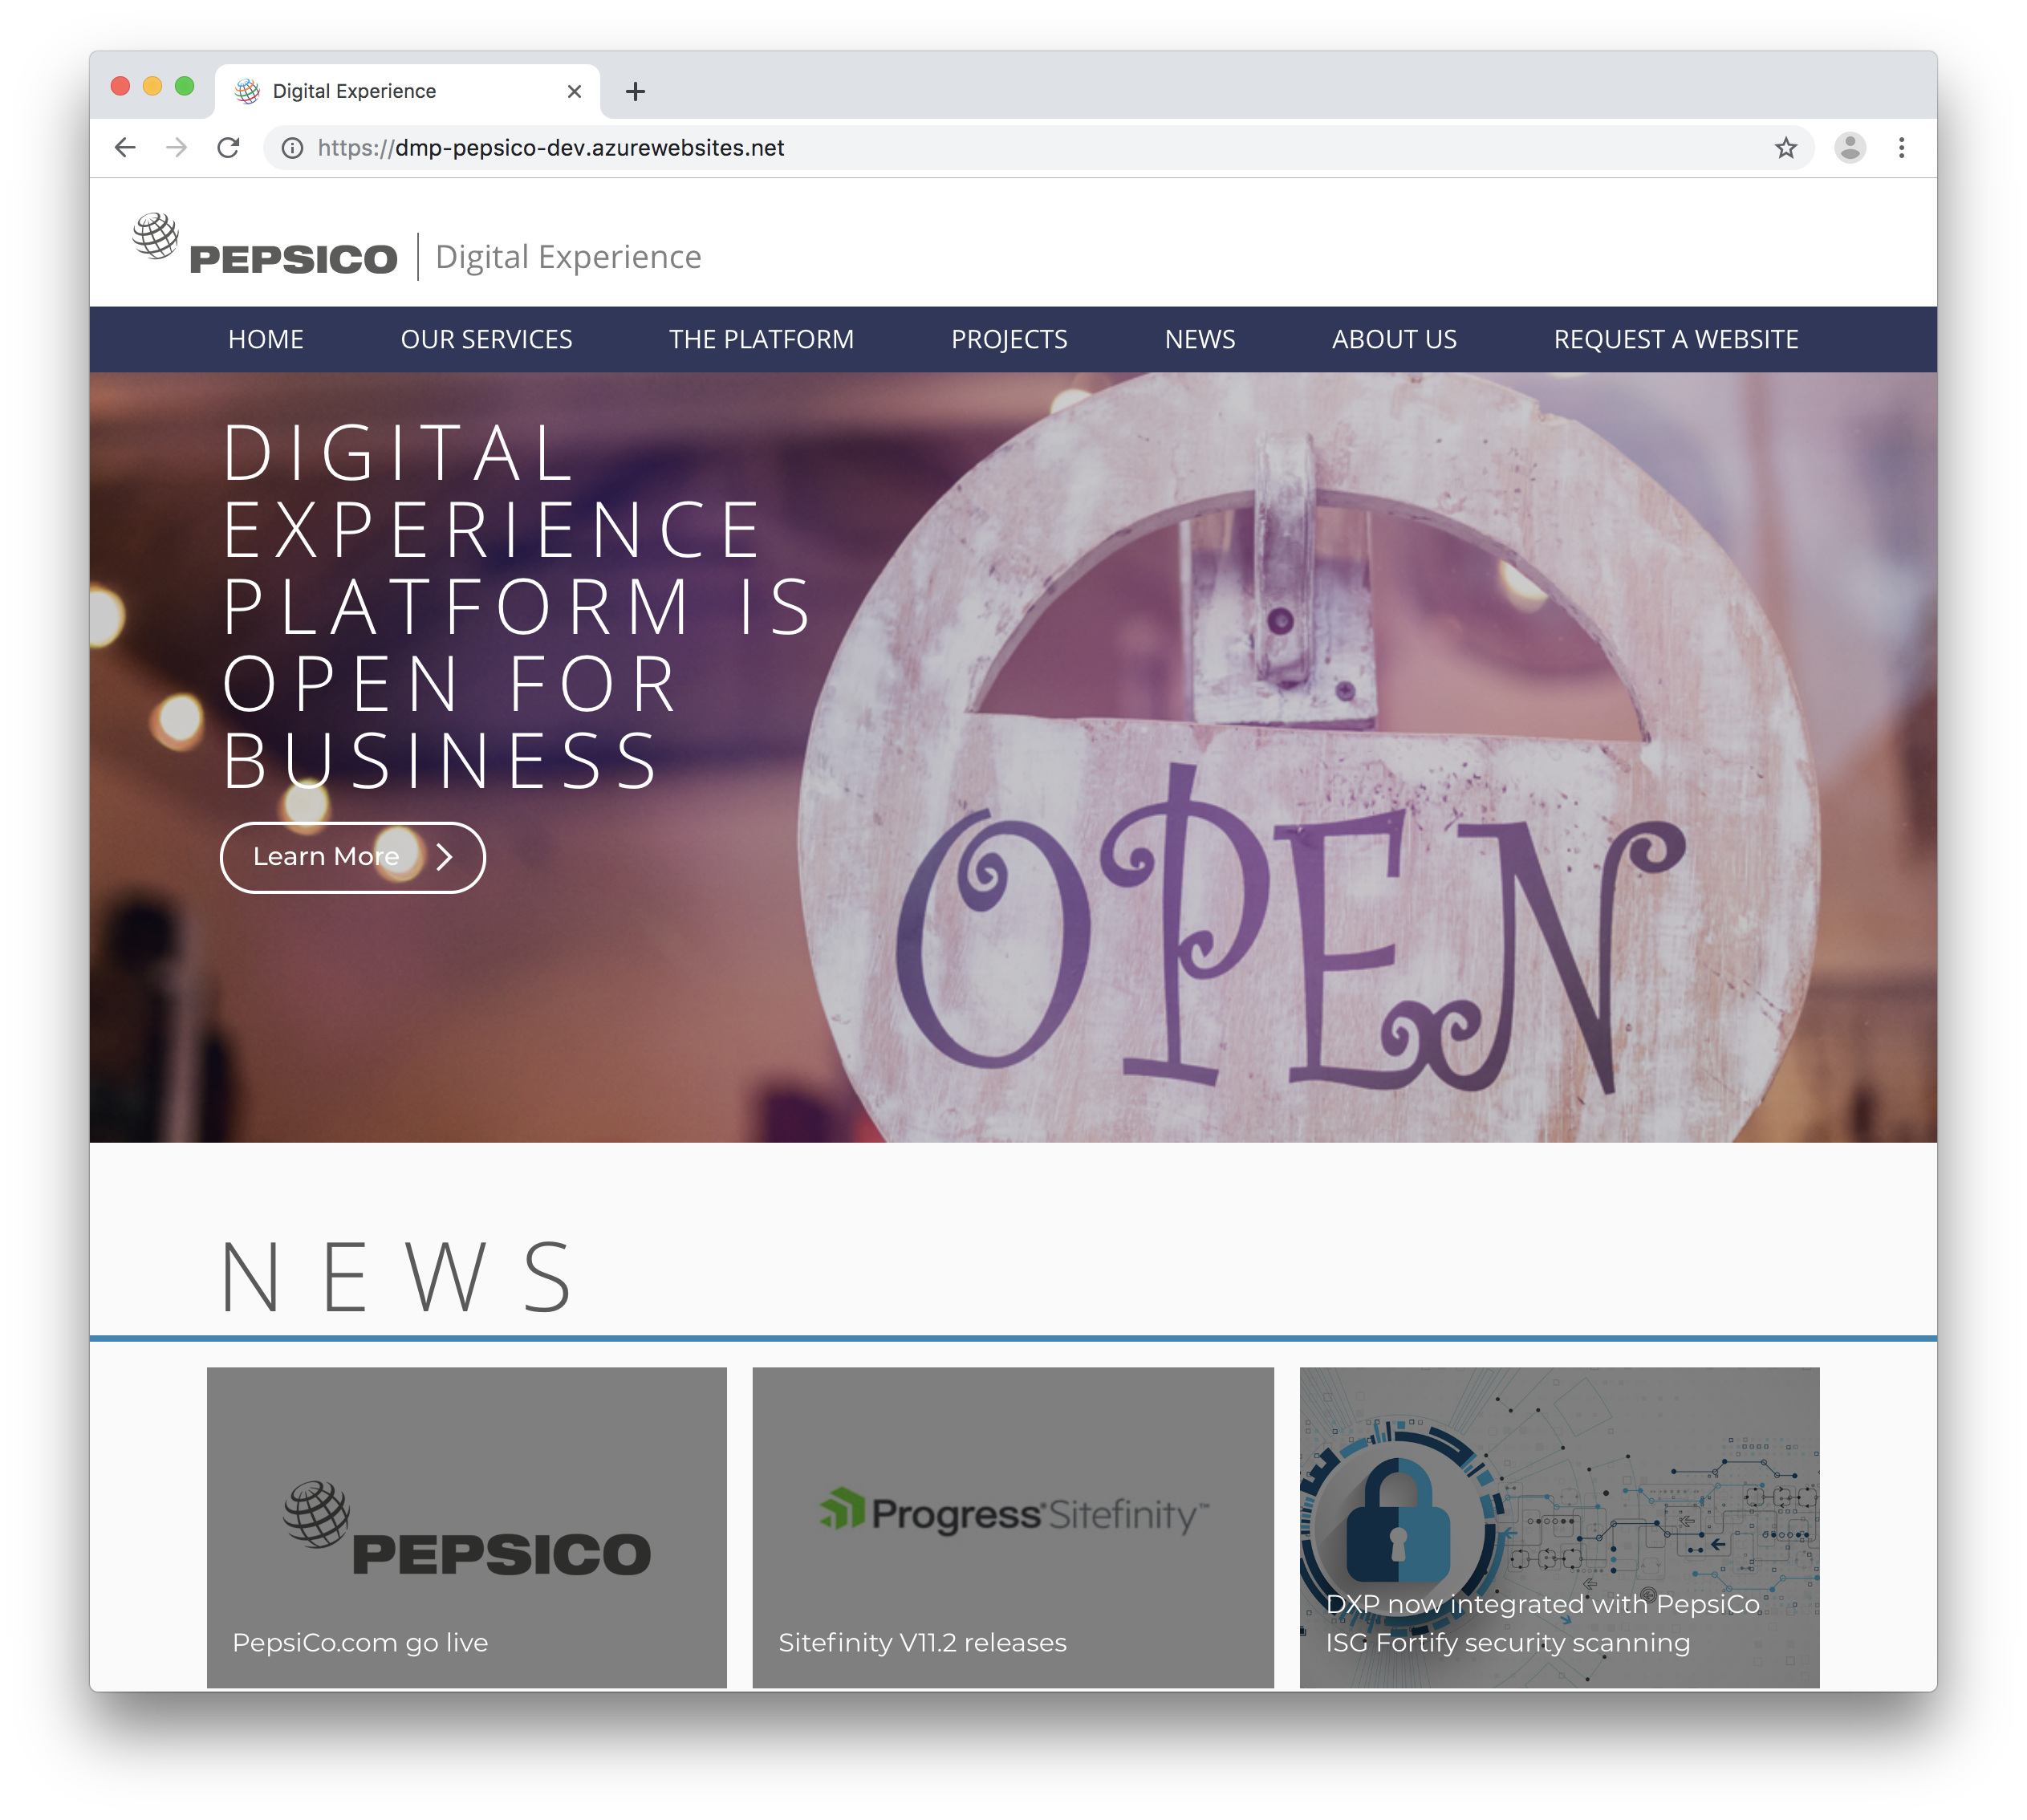 Digital Experience
https://dmp-pepsico-dev.azurewebsites.net
PEPSICO | Digital Experience
HOME OUR SERVICES THE PLATFORM PROJECTS NEWS ABOUT US REQUEST A WEBSITE
DIGITAL
EXPERIENCE
PLATFORM IS
OPEN FOR
BUSINESS
Learn More
OPEN
NEWS
PEPSICO
PepsiCo.com go live
Progress® Sitefinity™
Sitefinity V11.2 releases
DXP now integrated with PepsiCo
ISG Fortify security scanning